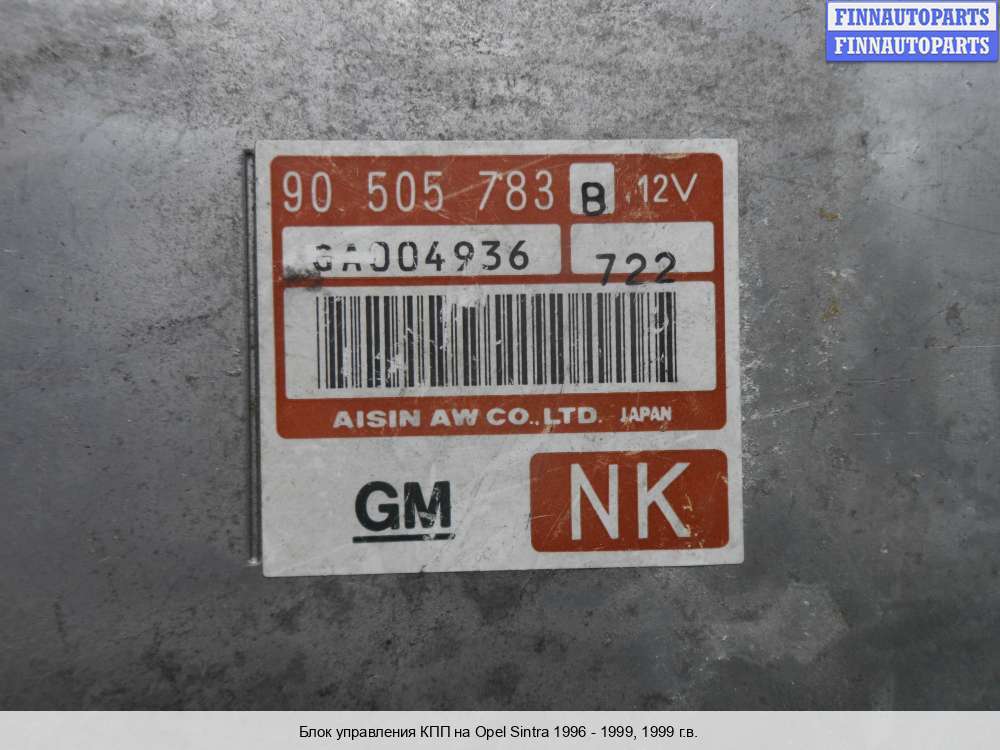 FINNAUTOPARTS
FINNAUTOPARTS
90 505 783 B 12V
GA004936 722
AISIN AW CO.,LTD. JAPAN
GM NK
Блок управления КПП на Opel Sintra 1996 - 1999, 1999 г.в.